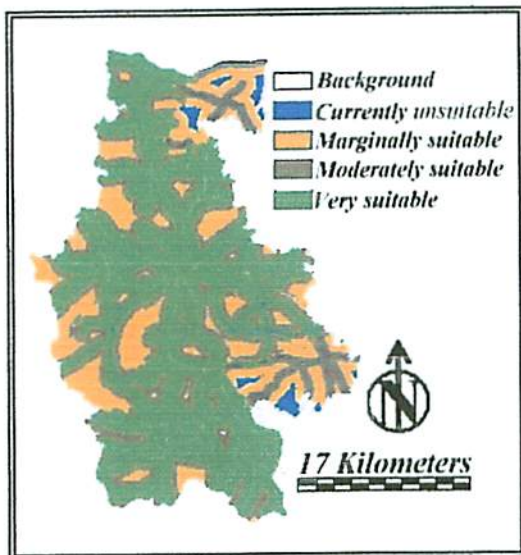 Background
Currently unsuitable
Marginally suitable
Moderately suitable
Very suitable
N
17 Kilometers